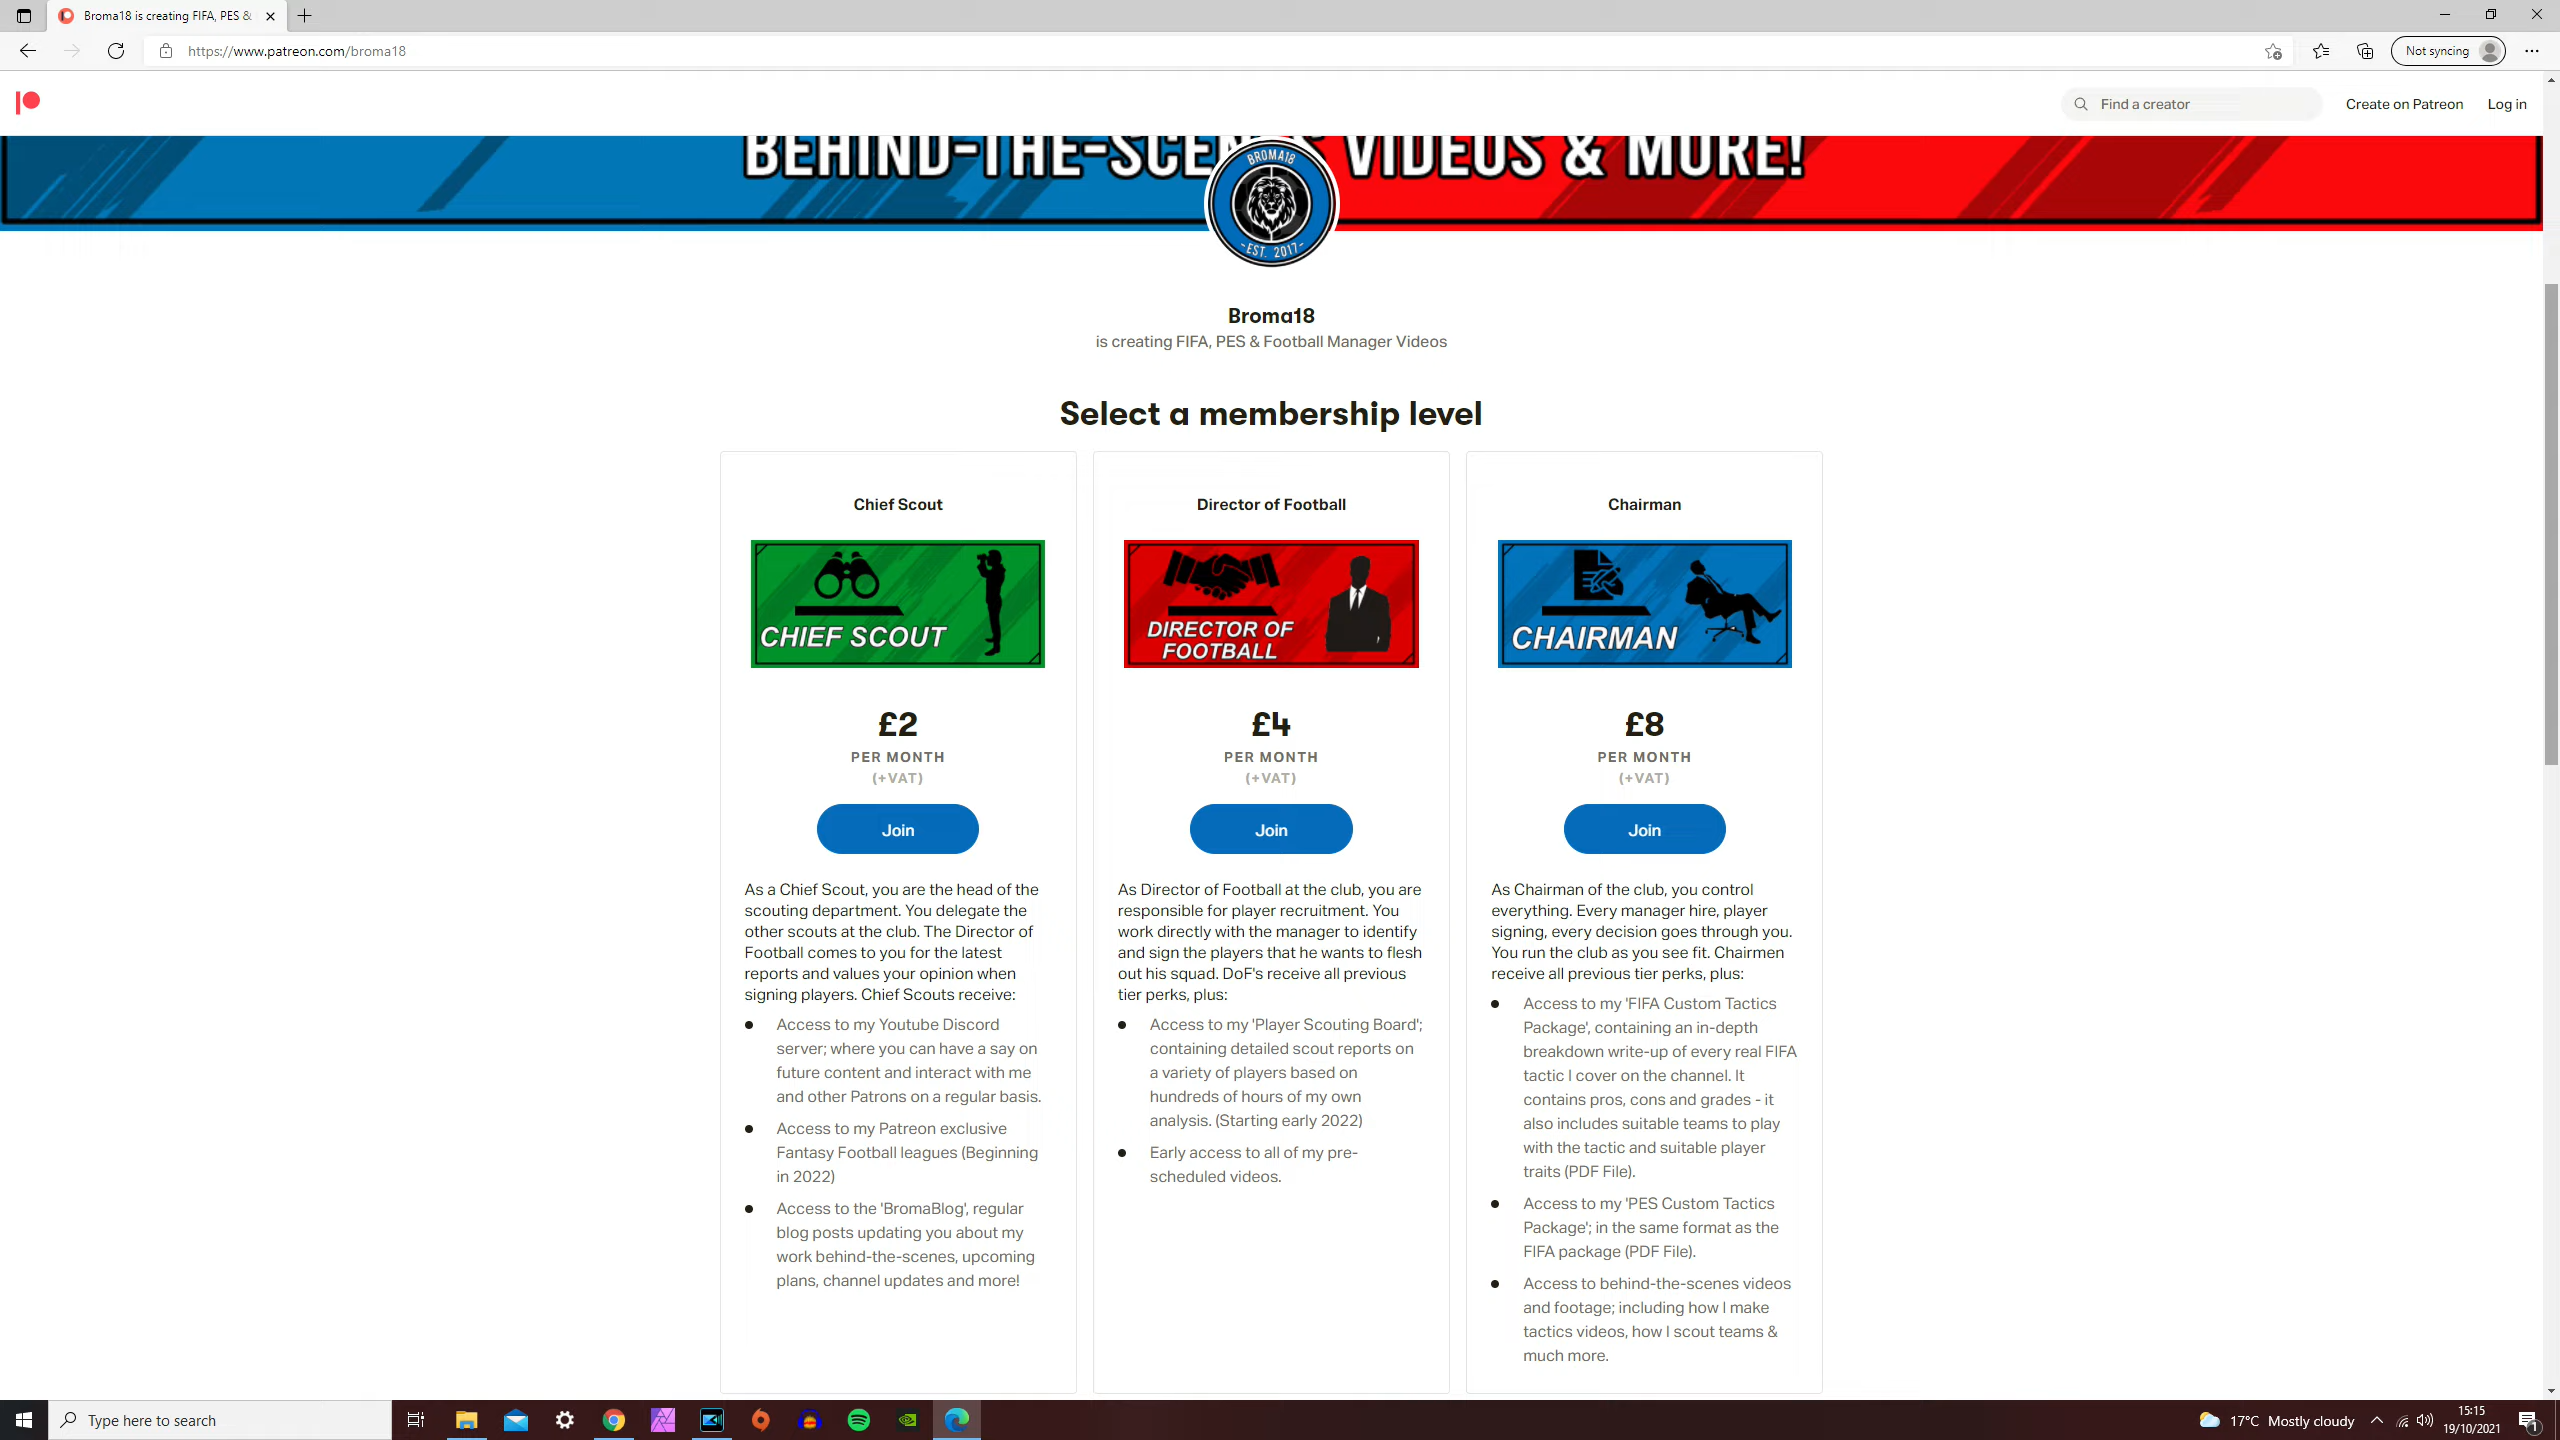 Broma18 is creating FIFA, PES &
https://www.patreon.com/broma18
Not syncing
Find a creator
Create on Patreon
Log in
BEHIND-THE-SCENES VIDEOS & MORE!
BROMA18
-EST. 2017-
Broma18
is creating FIFA, PES & Football Manager Videos
Select a membership level
Chief Scout
CHIEF SCOUT
£2
PER MONTH
(+VAT)
Join
As a Chief Scout, you are the head of the
scouting department. You delegate the
other scouts at the club. The Director of
Football comes to you for the latest
reports and values your opinion when
signing players. Chief Scouts receive:
Access to my Youtube Discord
server; where you can have a say on
future content and interact with me
and other Patrons on a regular basis.
Access to my Patreon exclusive
Fantasy Football leagues (Beginning
in 2022)
Access to the 'BromaBlog', regular
blog posts updating you about my
work behind-the-scenes, upcoming
plans, channel updates and more!
Director of Football
DIRECTOR OF
FOOTBALL
£4
PER MONTH
(+VAT)
Join
As Director of Football at the club, you are
responsible for player recruitment. You
work directly with the manager to identify
and sign the players that he wants to flesh
out his squad. DoF's receive all previous
tier perks, plus:
Access to my 'Player Scouting Board';
containing detailed scout reports on
a variety of players based on
hundreds of hours of my own
analysis. (Starting early 2022)
Early access to all of my pre-
scheduled videos.
Chairman
CHAIRMAN
£8
PER MONTH
(+VAT)
Join
As Chairman of the club, you control
everything. Every manager hire, player
signing, every decision goes through you.
You run the club as you see fit. Chairmen
receive all previous tier perks, plus:
Access to my 'FIFA Custom Tactics
Package', containing an in-depth
breakdown write-up of every real FIFA
tactic I cover on the channel. It
contains pros, cons and grades - it
also includes suitable teams to play
with the tactic and suitable player
traits (PDF File).
Access to my 'PES Custom Tactics
Package'; in the same format as the
FIFA package (PDF File).
Access to behind-the-scenes videos
and footage; including how I make
tactics videos, how I scout teams &
much more.
Type here to search
17°C Mostly cloudy
15:15
19/10/2021
1